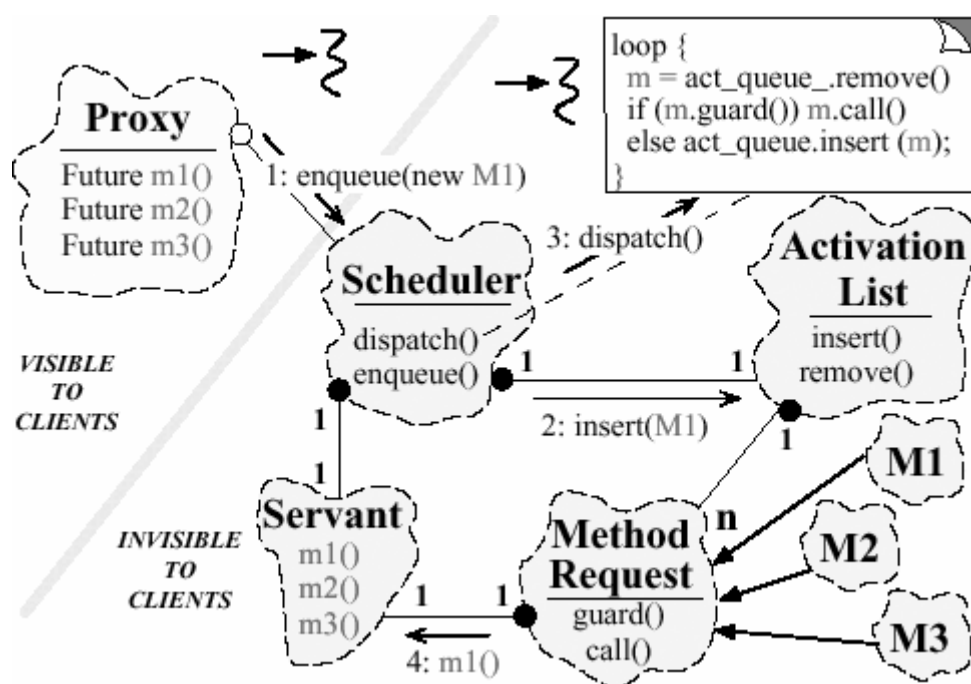 loop {
m = act_queue_.remove()
if (m.guard()) m.call()
else act_queue.insert (m);
}
Proxy
Future m1()
Future m2()
Future m3()
1: enqueue(new M1)
3: dispatch()
Scheduler
dispatch()
enqueue()
Activation
List
insert()
remove()
VISIBLE
TO
CLIENTS
1
1
2: insert(M1)
1
1
1
Servant
m1()
m2()
m3()
INVISIBLE
TO
CLIENTS
n
Method
Request
guard()
call()
M1
M2
M3
1
1
4: m1()